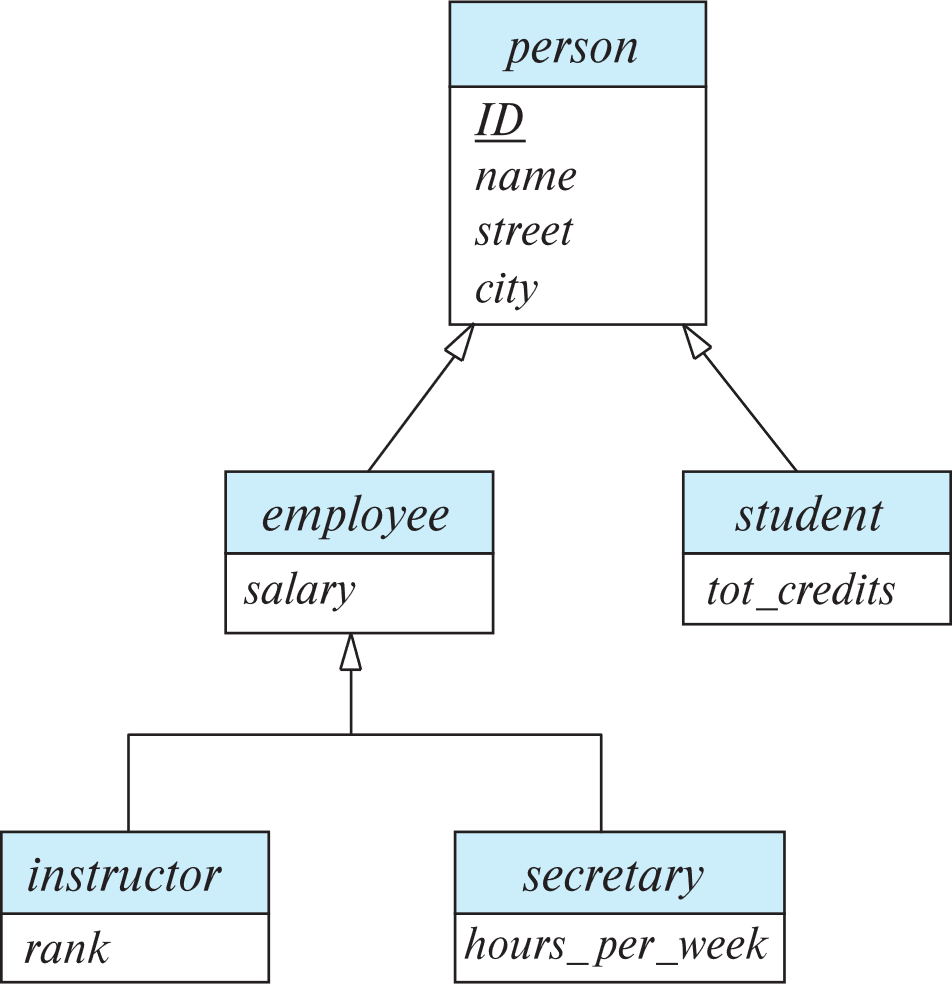 person
ID
name
street
city
employee
salary
student
tot_credits
instructor
rank
secretary
hours_per_week